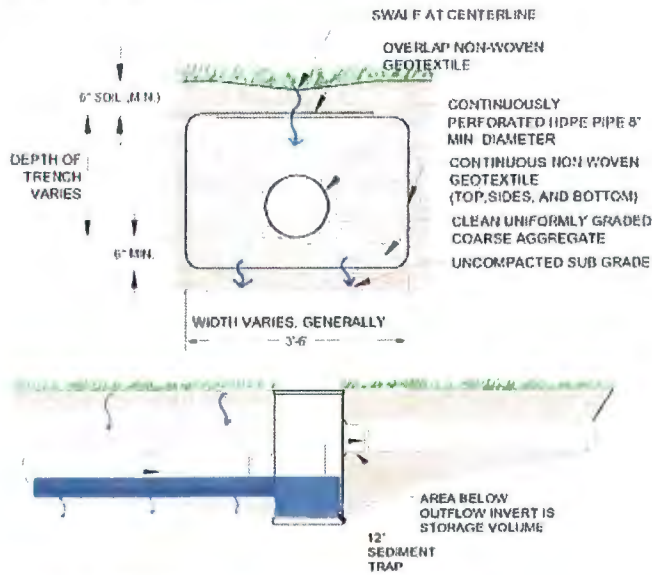 SWALE AT CENTERLINE
OVERLAP NON-WOVEN
GEOTEXTILE
6" SOIL (MIN.)
CONTINUOUSLY
PERFORATED HDPE PIPE 8"
MIN DIAMETER
DEPTH OF
TRENCH
VARIES
CONTINUOUS NON WOVEN
GEOTEXTILE
(TOP, SIDES, AND BOTTOM)
CLEAN UNIFORMLY GRADED
COARSE AGGREGATE
6" MIN.
UNCOMPACTED SUB GRADE
WIDTH VARIES, GENERALLY
3'-6'
AREA BELOW
OUTFLOW INVERT IS
STORAGE VOLUME
12"
SEDIMENT
TRAP